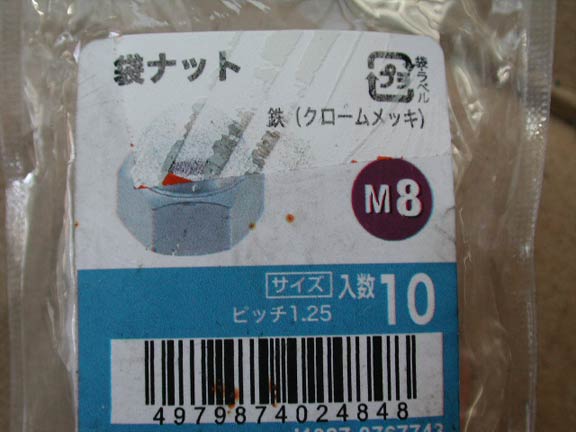 袋ナット
プラ
袋・ラベル
鉄(クロームメッキ)
M8
サイズ 入数 10
ピッチ1.25
4979874024848